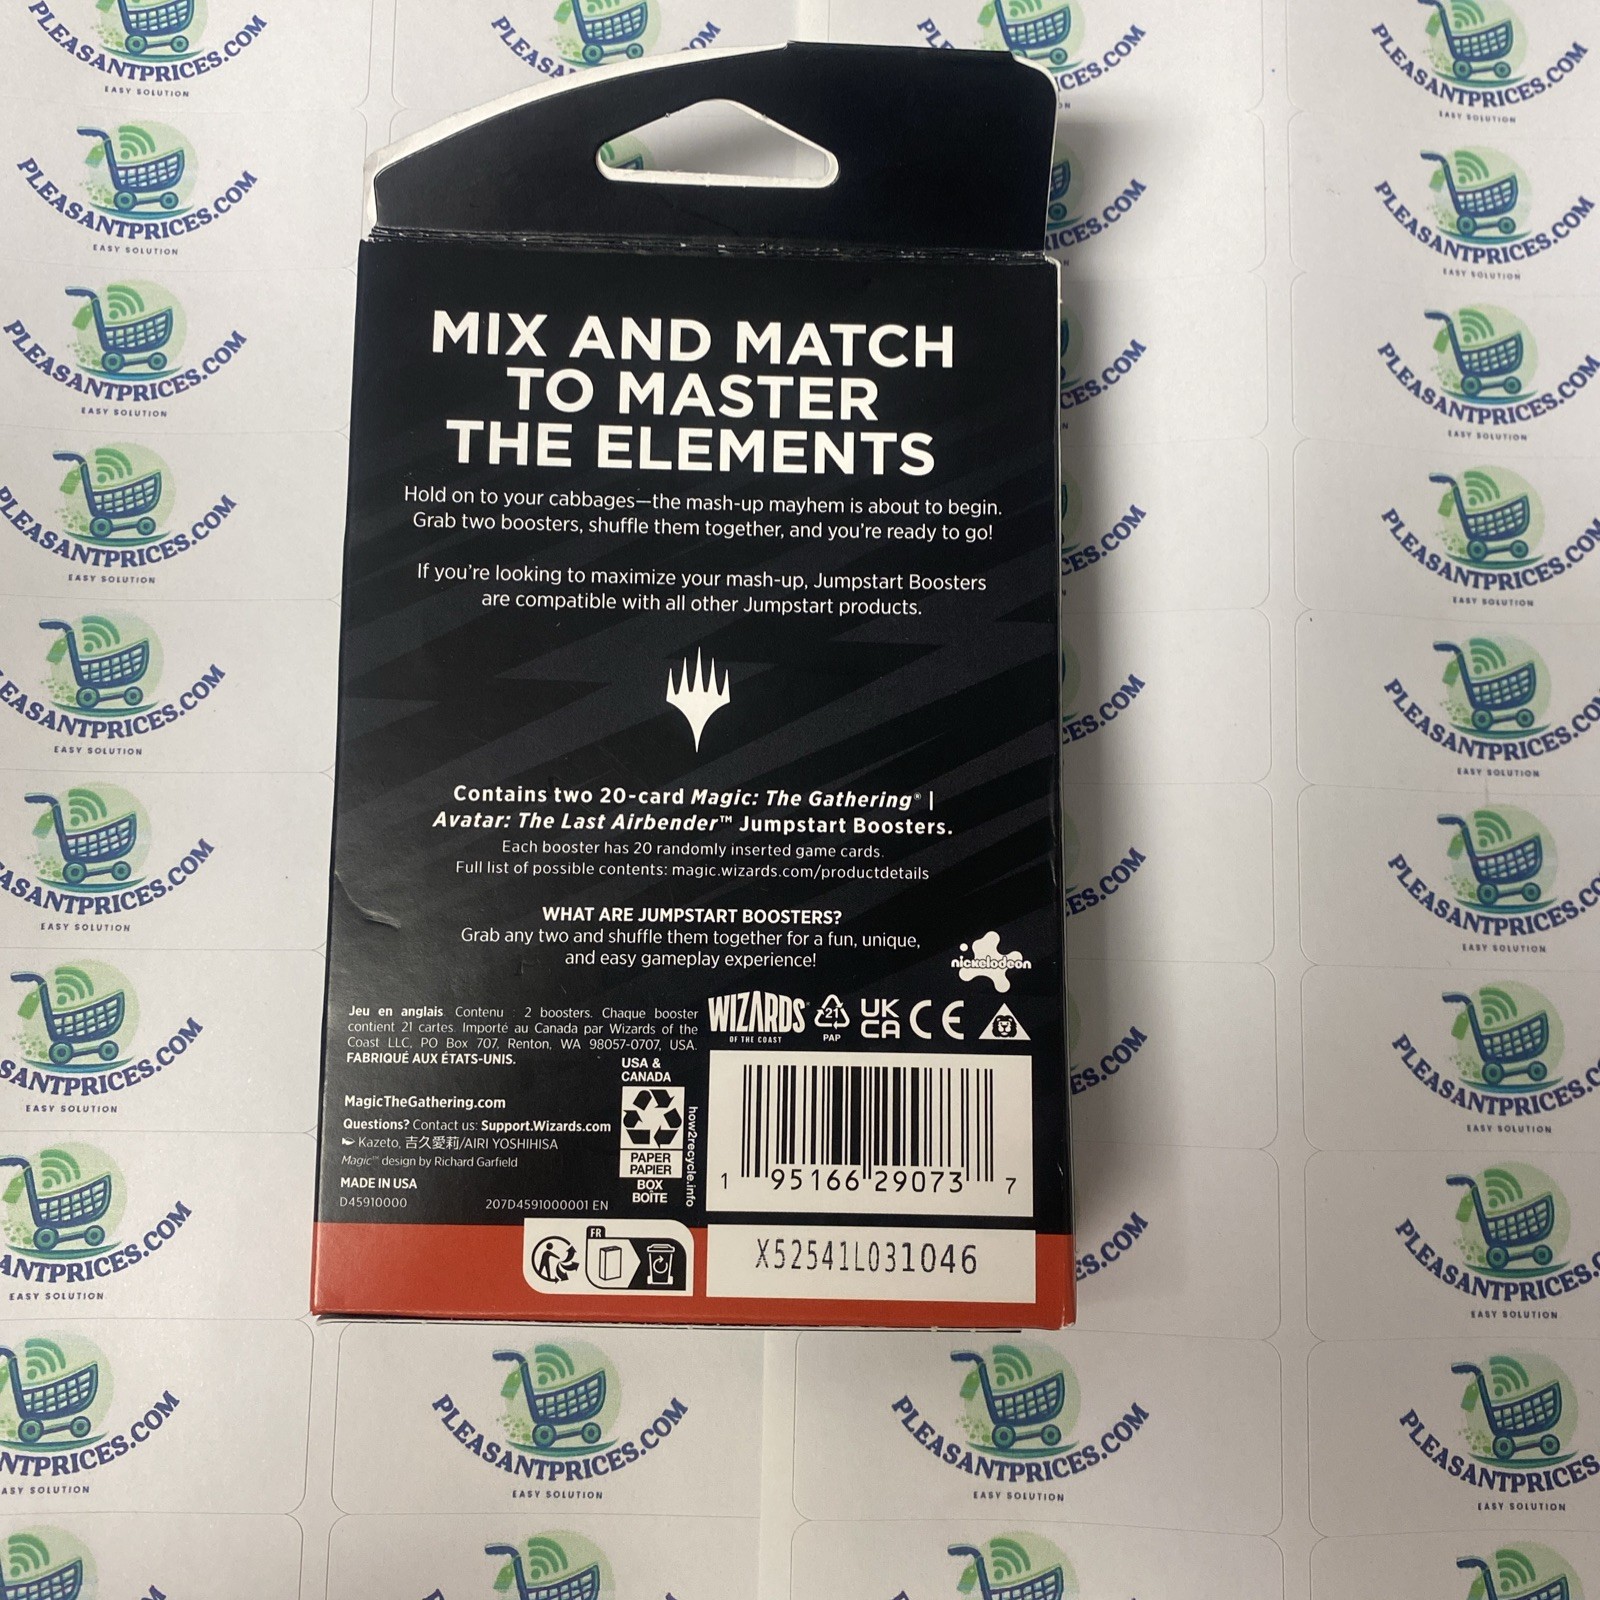 MIX AND MATCH
TO MASTER
THE ELEMENTS
Hold on to your cabbages—the mash-up mayhem is about to begin.
Grab two boosters, shuffle them together, and you're ready to go!
If you're looking to maximize your mash-up, Jumpstart Boosters
are compatible with all other Jumpstart products.
Contains two 20-card Magic: The Gathering® |
Avatar: The Last Airbender™ Jumpstart Boosters.
Each booster has 20 randomly inserted game cards.
Full list of possible contents: magic.wizards.com/productdetails
WHAT ARE JUMPSTART BOOSTERS?
Grab any two and shuffle them together for a fun, unique,
and easy gameplay experience!
nickelodeon
Jeu en anglais. Contenu : 2 boosters. Chaque booster
contient 21 cartes. Importé au Canada par Wizards of the
Coast LLC, PO Box 707, Renton, WA 98057-0707, USA.
FABRIQUÉ AUX ÉTATS-UNIS.
WIZARDS
OF THE COAST
21
PAP
UK
CA
CE
USA &
CANADA
PAPER
PAPIER
BOX
BOÎTE
how2recycle.info
MagicTheGathering.com
Questions? Contact us: Support.Wizards.com
Kazeto, 吉久愛莉/AIRI YOSHIHISA
Magic™ design by Richard Garfield
MADE IN USA
D45910000
207D4591000001 EN
1 95166 29073 7
FR
X52541L031046
PLEASANTPRICES.COM
EASY SOLUTION